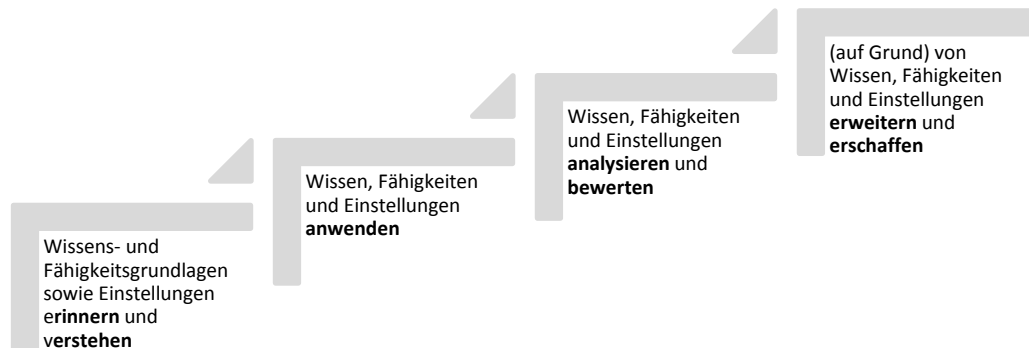 Wissens- und
Fähigkeitsgrundlagen
sowie Einstellungen
erinnern und
verstehen
Wissen, Fähigkeiten
und Einstellungen
anwenden
Wissen, Fähigkeiten
und Einstellungen
analysieren und
bewerten
(auf Grund) von
Wissen, Fähigkeiten
und Einstellungen
erweitern und
erschaffen